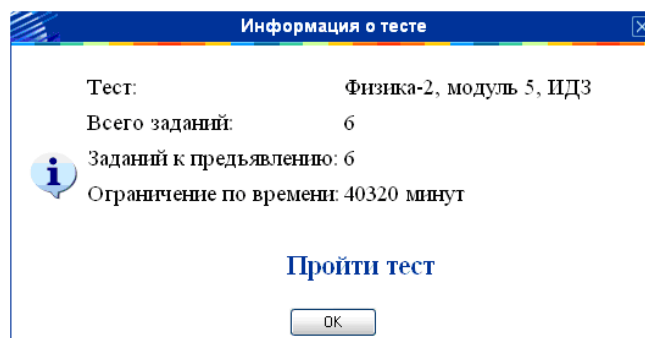 Информация о тесте
Тест: Физика-2, модуль 5, ИДЗ
Всего заданий: 6
Заданий к предъявлению: 6
Ограничение по времени: 40320 минут
Пройти тест
OK